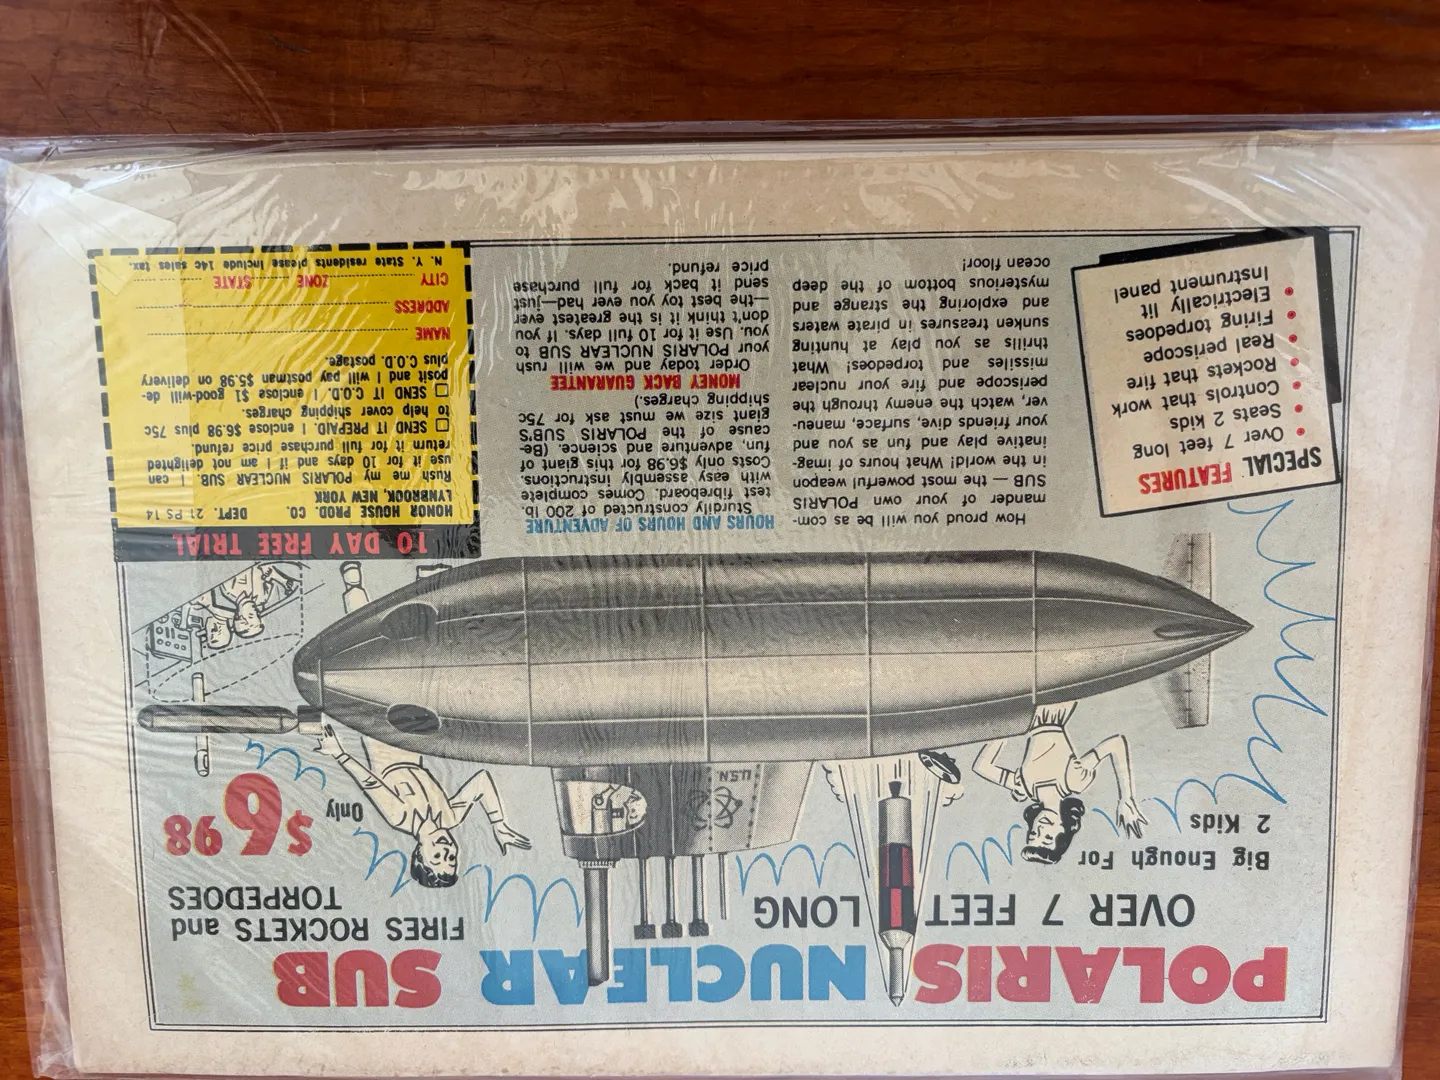 POLARIS NUCLEAR SUB
OVER 7 FEET LONG
Big Enough For
2 Kids
FIRES ROCKETS and
TORPEDOES
Only
$6.98
U.S.N.
SPECIAL FEATURES
• Over 7 feet long
• Seats 2 kids
• Controls that work
• Rockets that fire
• Real periscope
• Firing torpedoes
• Electrically lit
Instrument panel
How proud you will be as com-
mander of your own POLARIS
SUB — the most powerful weapon
in the world! What hours of imag-
inative play and fun as you and
your friends dive, surface, maneu-
ver, watch the enemy through the
periscope and fire your nuclear
missiles and torpedoes! What
thrills as you play at hunting
sunken treasures in pirate waters
and exploring the strange and
mysterious bottom of the deep
ocean floor!
HOURS AND HOURS OF ADVENTURE
Sturdily constructed of 200 lb.
test fibreboard. Comes complete
with easy assembly instructions.
Costs only $6.98 for this giant of
fun, adventure and science. (Be-
cause of the POLARIS SUB'S
giant size we must ask for 75c
shipping charges.)
MONEY BACK GUARANTEE
Order today and we will rush
your POLARIS NUCLEAR SUB to
you. Use it for 10 full days. If you
don't think it is the greatest ever
—the best toy you ever had—just
send it back for full purchase
price refund.
10 DAY FREE TRIAL
HONOR HOUSE PROD. CO. DEPT. 21 PS 14
LYNBROOK, NEW YORK
Rush me my POLARIS NUCLEAR SUB. I can
use it for 10 days and if I am not delighted
return it for full purchase price refund.
☐ SEND IT PREPAID. I enclose $6.98 plus 75c
to help cover shipping charges.
☐ SEND IT C.O.D. I enclose $1 good-will de-
posit and I will pay postman $5.98 on delivery
plus C.O.D. postage.
NAME
ADDRESS
CITY ZONE STATE
N. Y. State residents please include 14c sales tax.